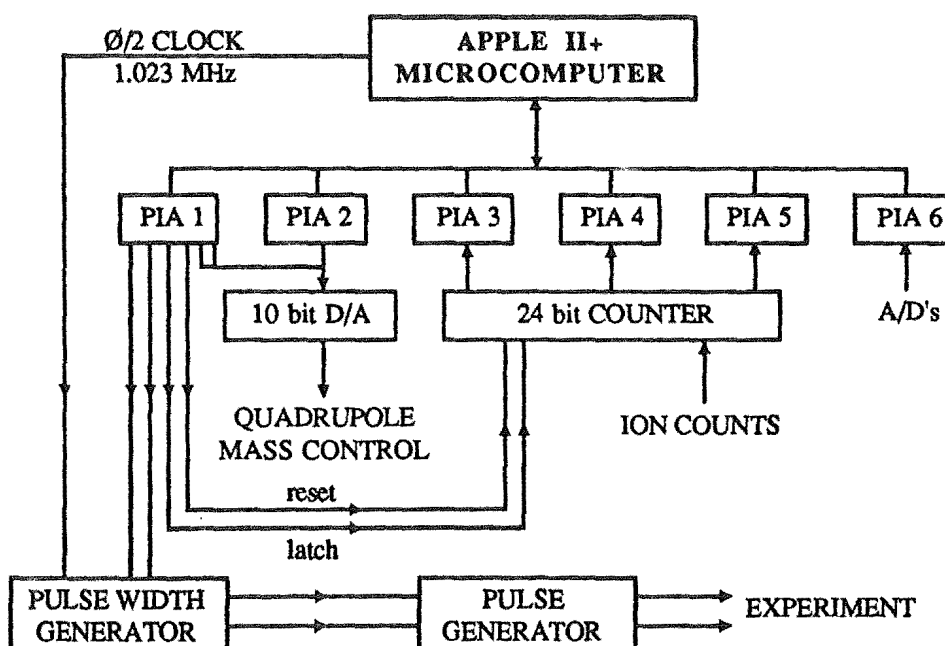 Ø/2 CLOCK
1.023 MHz
APPLE II+
MICROCOMPUTER
PIA 1
PIA 2
PIA 3
PIA 4
PIA 5
PIA 6
10 bit D/A
24 bit COUNTER
A/D's
QUADRUPOLE
MASS CONTROL
ION COUNTS
reset
latch
PULSE WIDTH
GENERATOR
PULSE
GENERATOR
EXPERIMENT